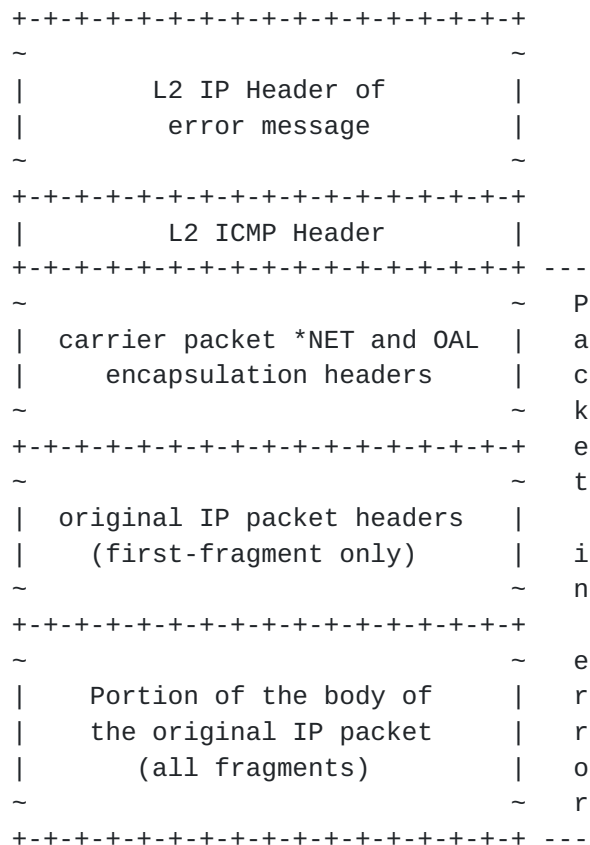 +-+-+-+-+-+-+-+-+-+-+-+-+-+-+-+-+
~                               ~
|        L2 IP Header of        |
|         error message         |
~                               ~
+-+-+-+-+-+-+-+-+-+-+-+-+-+-+-+-+
|         L2 ICMP Header        |
+-+-+-+-+-+-+-+-+-+-+-+-+-+-+-+-+ ---
~                               ~   P
|  carrier packet *NET and OAL  |   a
|     encapsulation headers     |   c
~                               ~   k
+-+-+-+-+-+-+-+-+-+-+-+-+-+-+-+-+   e
~                               ~   t
|  original IP packet headers   |
|    (first-fragment only)      |   i
~                               ~   n
+-+-+-+-+-+-+-+-+-+-+-+-+-+-+-+-+
~                               ~   e
|    Portion of the body of     |   r
|    the original IP packet     |   r
|       (all fragments)         |   o
~                               ~   r
+-+-+-+-+-+-+-+-+-+-+-+-+-+-+-+-+ ---